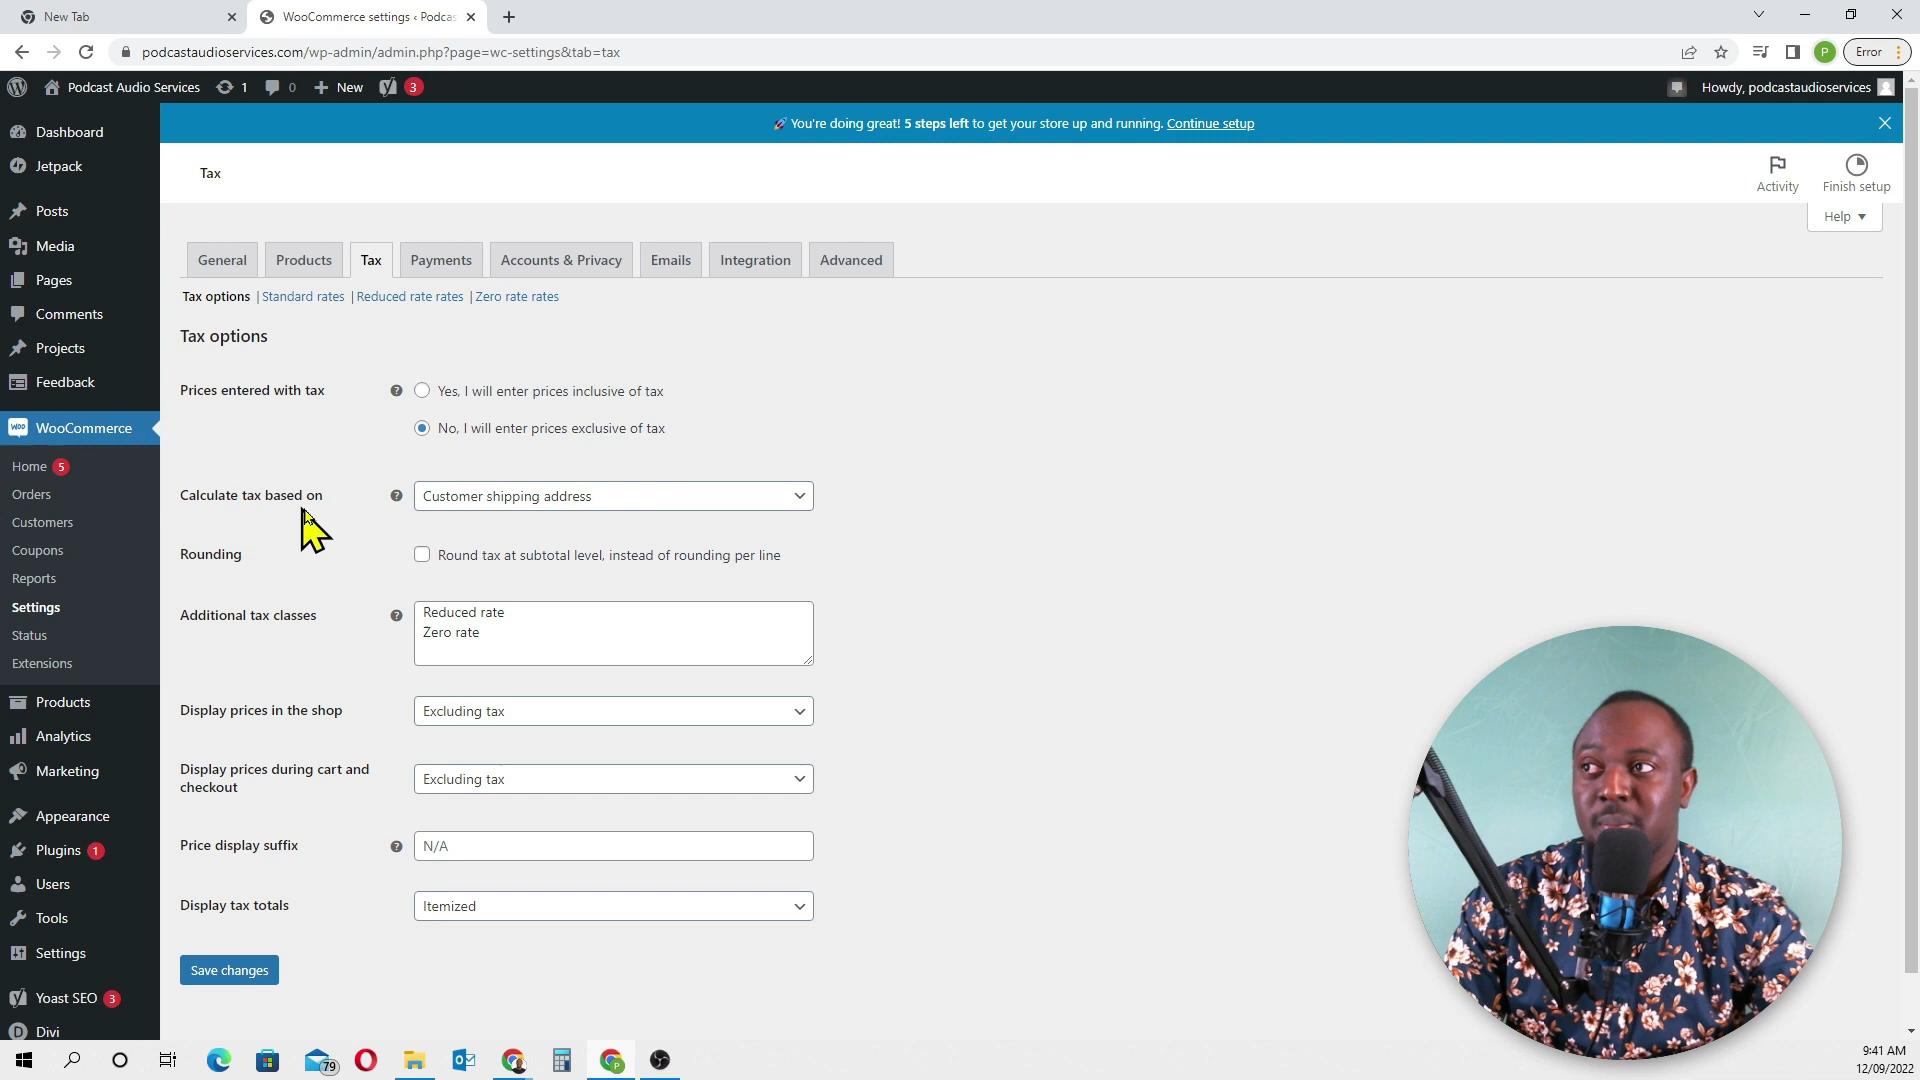 New Tab
WooCommerce settings ‹ Podcas
podcastaudioservices.com/wp-admin/admin.php?page=wc-settings&tab=tax
P
Error
Podcast Audio Services
1
0
New
3
Howdy, podcastaudioservices
🚀 You're doing great! 5 steps left to get your store up and running. Continue setup
Tax
Activity
Finish setup
Help
General
Products
Tax
Payments
Accounts & Privacy
Emails
Integration
Advanced
Tax options | Standard rates | Reduced rate rates | Zero rate rates
Tax options
Prices entered with tax
Yes, I will enter prices inclusive of tax
No, I will enter prices exclusive of tax
Calculate tax based on
Customer shipping address
Rounding
Round tax at subtotal level, instead of rounding per line
Additional tax classes
Reduced rate
Zero rate
Display prices in the shop
Excluding tax
Display prices during cart and
checkout
Excluding tax
Price display suffix
N/A
Display tax totals
Itemized
Save changes
Dashboard
Jetpack
Posts
Media
Pages
Comments
Projects
Feedback
Woo
WooCommerce
Home 5
Orders
Customers
Coupons
Reports
Settings
Status
Extensions
Products
Analytics
Marketing
Appearance
Plugins 1
Users
Tools
Settings
Yoast SEO 3
D Divi
79
P
9:41 AM
12/09/2022